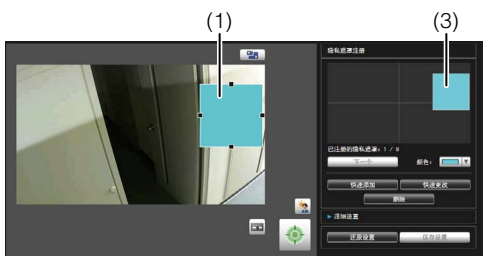 (1)
(3)
隐私遮罩注册
已注册的隐私遮罩: 1 / 8
下一个
颜色:
快速添加
快速更改
删除
▶ 详细设置
还原设置
保存设置